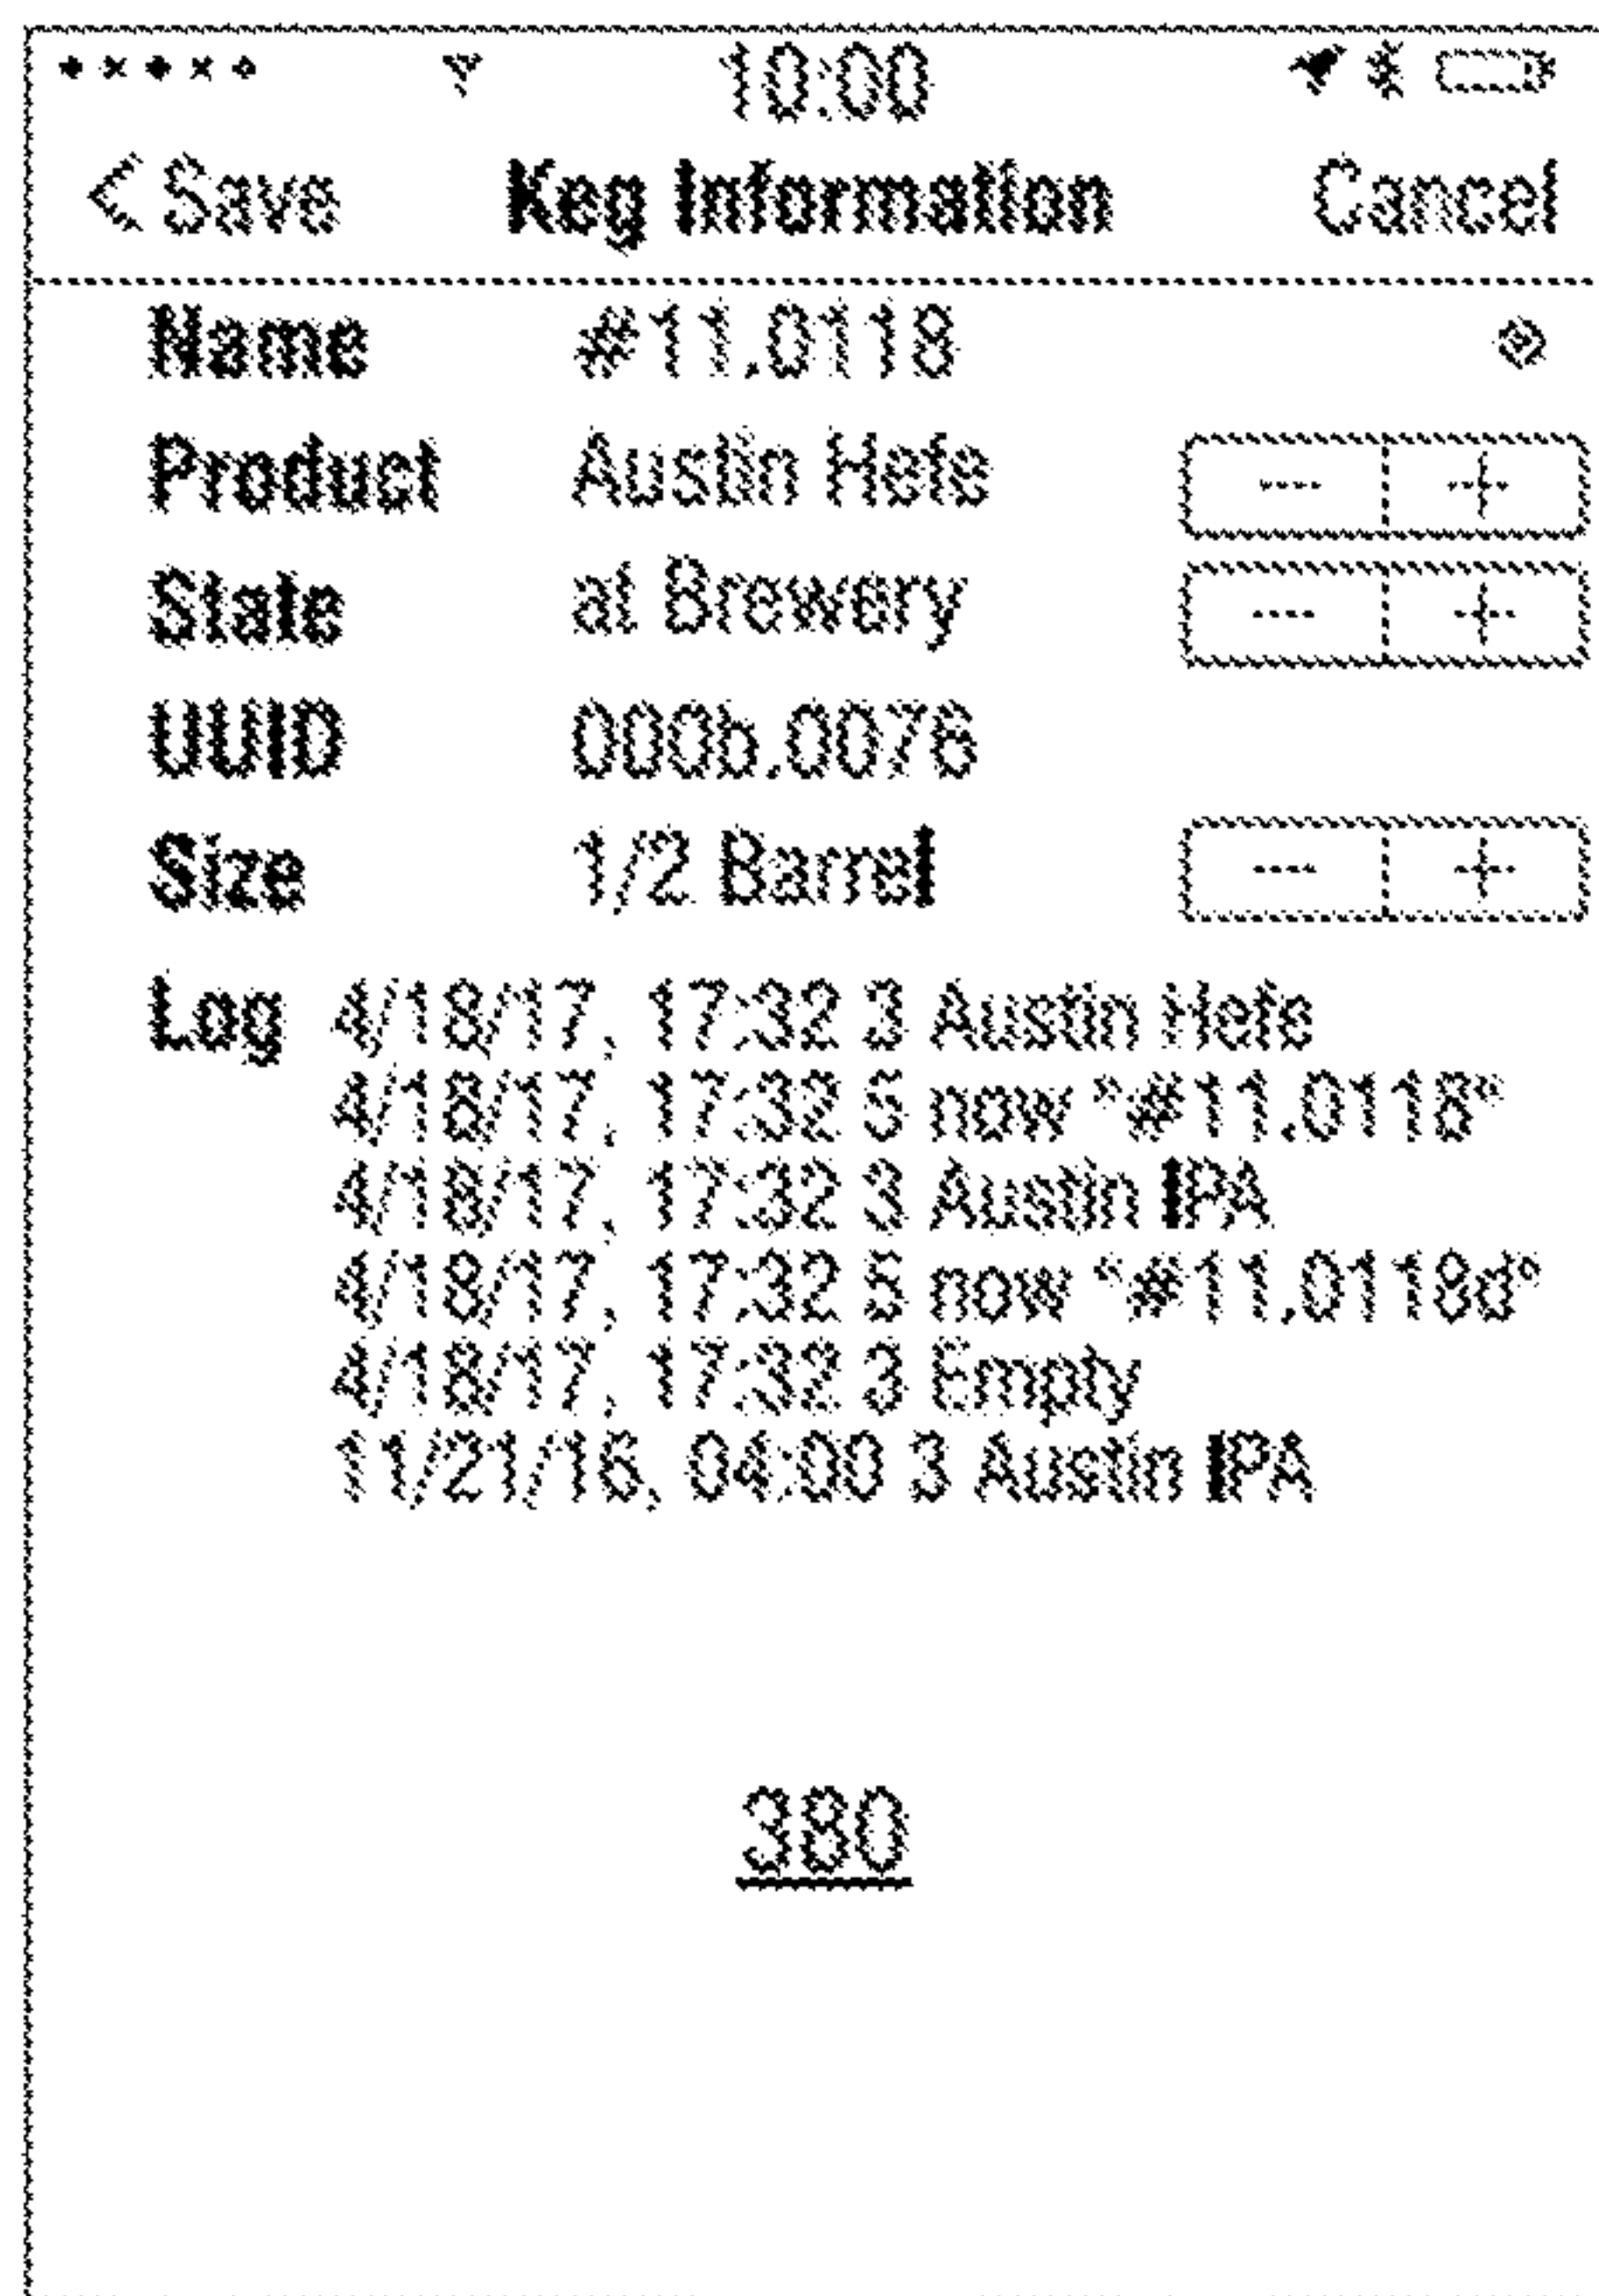 10:00
< Save Keg Information Cancel
Name #11.0118
Product Austin Hefe - +
State at Brewery - +
UUID 000b.0076
Size 1/2 Barrel - +
Log 4/18/17, 17:32 3 Austin Hefe
4/18/17, 17:32 5 now "#11.0118"
4/18/17, 17:32 3 Austin IPA
4/18/17, 17:32 5 now "#11.0118d"
4/18/17, 17:32 3 Empty
11/21/16, 04:00 3 Austin IPA
380